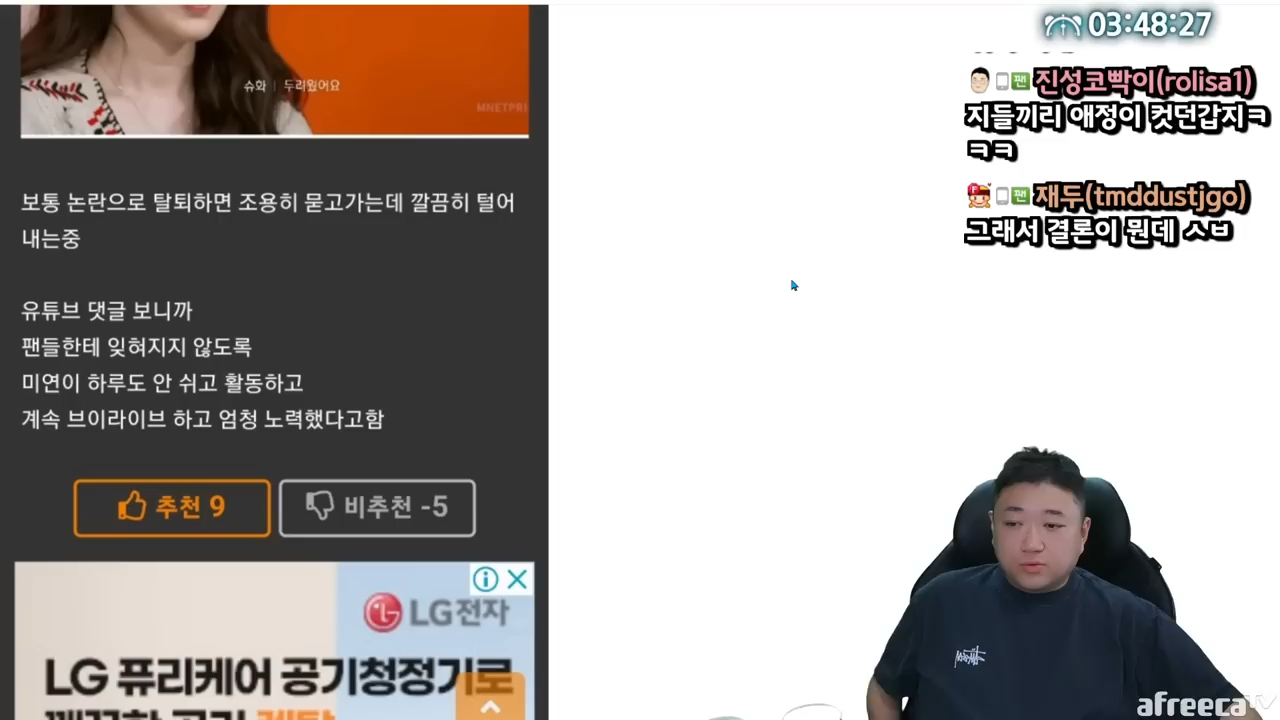 03:48:27
슈화 | 두려웠어요
MNETPRI
진성코빡이(rolisa1)
지들끼리 애정이 컷던갑지ㅋ
ㅋㅋ
재두(tmddustjgo)
그래서 결론이 뭔데 ㅅㅂ
보통 논란으로 탈퇴하면 조용히 묻고가는데 깔끔히 털어
내는중
유튜브 댓글 보니까
팬들한테 잊혀지지 않도록
미연이 하루도 안 쉬고 활동하고
계속 브이라이브 하고 엄청 노력했다고함
추천 9
비추천 -5
LG전자
LG 퓨리케어 공기청정기로
afreecaTV